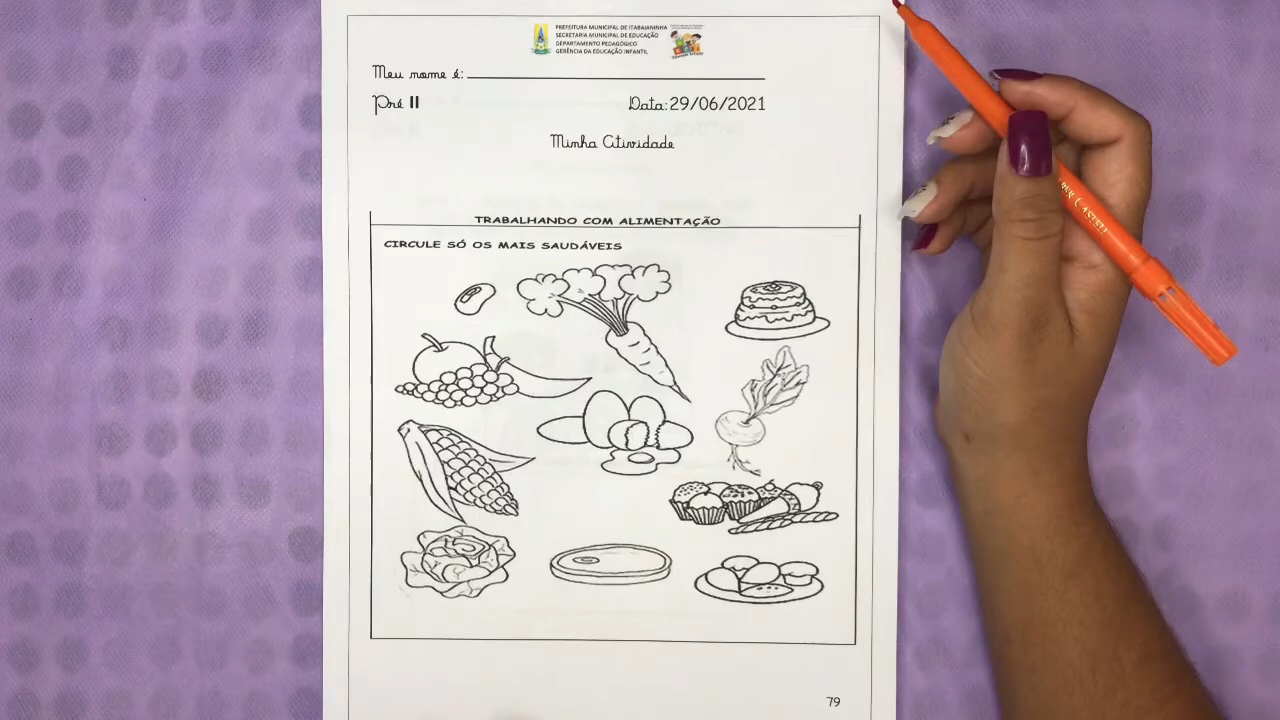 PREFEITURA MUNICIPAL DE ITABAIANINHA
SECRETARIA MUNICIPAL DE EDUCAÇÃO
DEPARTAMENTO PEDAGÓGICO
GERÊNCIA DA EDUCAÇÃO INFANTIL
Meu nome é:
Pré II
Data: 29/06/2021
Minha Atividade
TRABALHANDO COM ALIMENTAÇÃO
CIRCULE SÓ OS MAIS SAUDÁVEIS
79